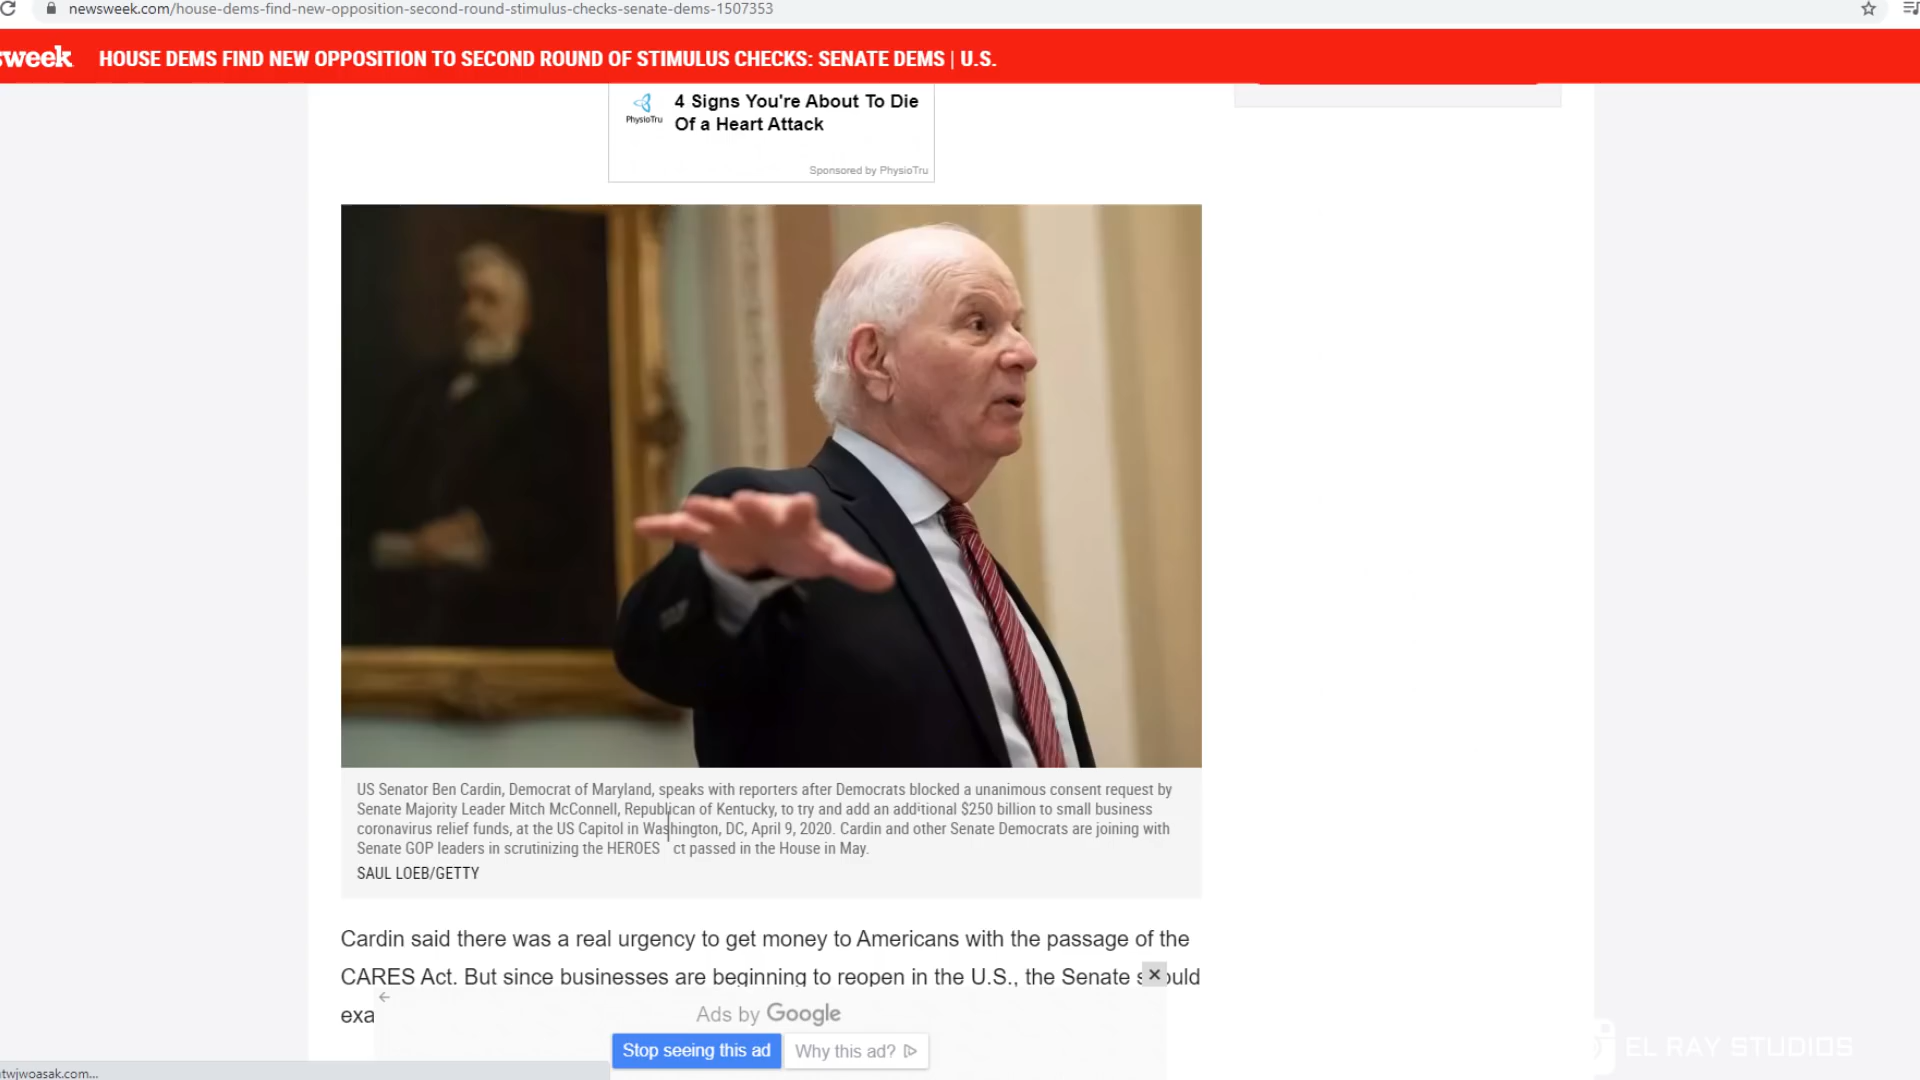 newsweek.com/house-dems-find-new-opposition-second-round-stimulus-checks-senate-dems-1507353
sweek HOUSE DEMS FIND NEW OPPOSITION TO SECOND ROUND OF STIMULUS CHECKS: SENATE DEMS | U.S.
4 Signs You're About To Die
Of a Heart Attack
PhysioTru
Sponsored by PhysioTru
US Senator Ben Cardin, Democrat of Maryland, speaks with reporters after Democrats blocked a unanimous consent request by
Senate Majority Leader Mitch McConnell, Republican of Kentucky, to try and add an additional $250 billion to small business
coronavirus relief funds, at the US Capitol in Washington, DC, April 9, 2020. Cardin and other Senate Democrats are joining with
Senate GOP leaders in scrutinizing the HEROES ct passed in the House in May.
SAUL LOEB/GETTY
Cardin said there was a real urgency to get money to Americans with the passage of the
CARES Act. But since businesses are beginning to reopen in the U.S., the Senate should
exa
Ads by Google
Stop seeing this ad
Why this ad?
twjwoasak.com...
EL RAY STUDIOS